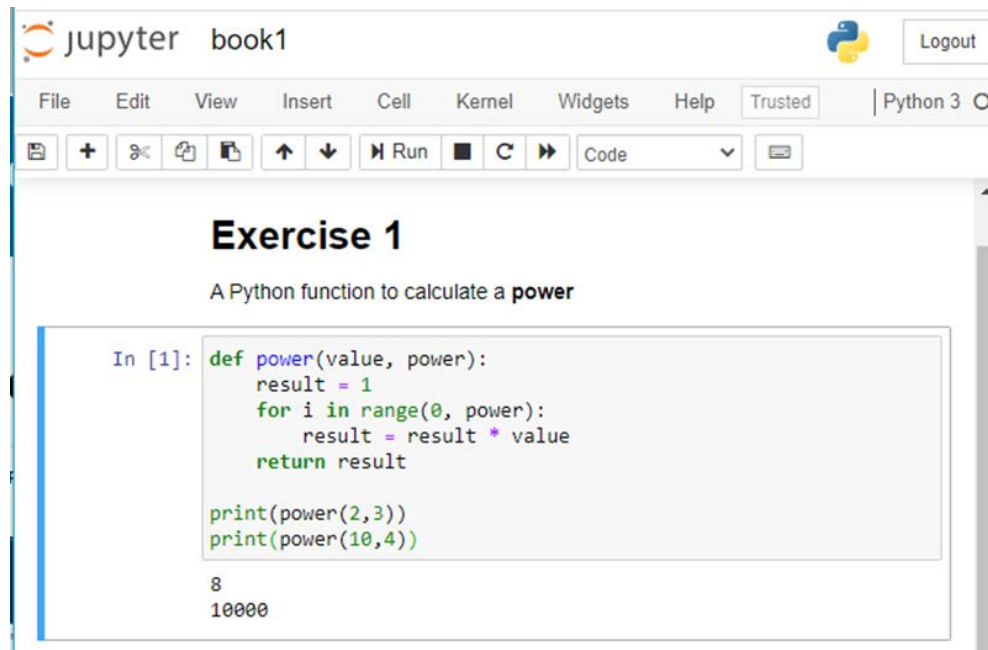 jupyter book1 Logout
File Edit View Insert Cell Kernel Widgets Help Trusted Python 3
Run Code
Exercise 1
A Python function to calculate a power
In [1]: def power(value, power):
    result = 1
    for i in range(0, power):
        result = result * value
    return result
print(power(2,3))
print(power(10,4))
8
10000